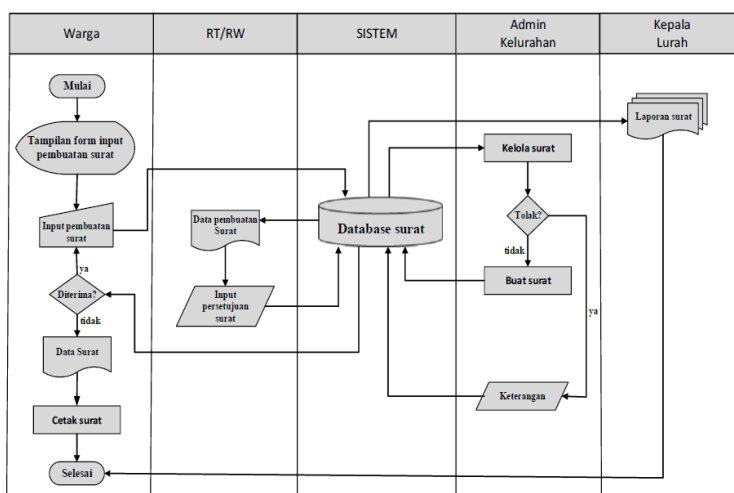 Warga
RT/RW
SISTEM
Admin
Kelurahan
Kepala
Lurah
Mulai
Tampilan form input
pembuatan surat
Input pembuatan
surat
ya
Diterima?
tidak
Data Surat
Cetak surat
Selesai
Data pembuatan
Surat
Input
persetujuan
surat
Database surat
Kelola surat
Tolak?
tidak
Buat surat
ya
Keterangan
Laporan surat